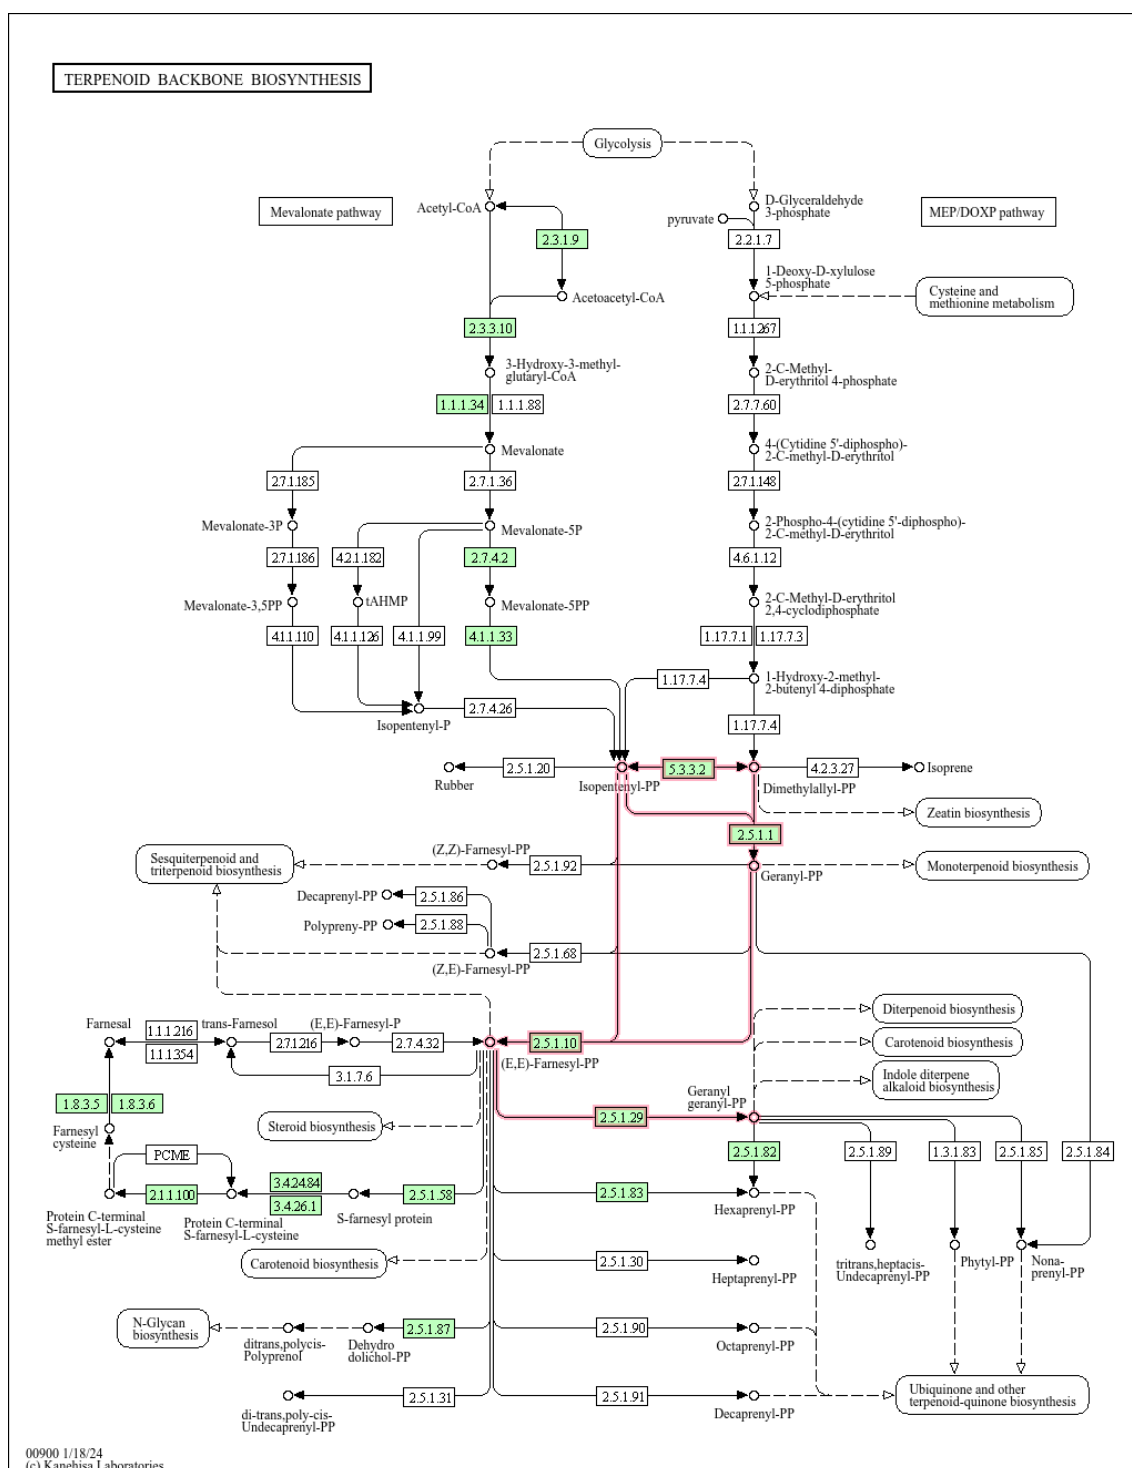 TERPENOID BACKBONE BIOSYNTHESIS
Glycolysis
Mevalonate pathway
Acetyl-CoA
D-Glyceraldehyde
3-phosphate
MEP/DOXP pathway
pyruvate
2.3.1.9
2.2.1.7
Acetoacetyl-CoA
1-Deoxy-D-xylulose
5-phosphate
Cysteine and
methionine metabolism
2.3.3.10
1.1.1.267
3-Hydroxy-3-methyl-
glutaryl-CoA
2-C-Methyl-
D-erythritol 4-phosphate
1.1.1.34
1.1.1.88
2.7.7.60
Mevalonate
4-(Cytidine 5'-diphospho)-
2-C-methyl-D-erythritol
2.7.1.185
2.7.1.36
2.7.1.148
Mevalonate-3P
Mevalonate-5P
2-Phospho-4-(cytidine 5'-diphospho)-
2-C-methyl-D-erythritol
2.7.1.186
4.2.1.182
2.7.4.2
4.6.1.12
Mevalonate-3,5PP
tAHMP
Mevalonate-5PP
2-C-Methyl-D-erythritol
2,4-cyclodiphosphate
4.1.1.110
4.1.1.126
4.1.1.99
4.1.1.33
1.17.7.1
1.17.7.3
1.17.7.4
1-Hydroxy-2-methyl-
2-butenyl 4-diphosphate
Isopentenyl-P
2.7.4.26
1.17.7.4
Rubber
2.5.1.20
Isopentenyl-PP
5.3.3.2
Dimethylallyl-PP
4.2.3.27
Isoprene
Zeatin biosynthesis
2.5.1.1
Sesquiterpenoid and
triterpenoid biosynthesis
(Z,Z)-Farnesyl-PP
2.5.1.92
Geranyl-PP
Monoterpenoid biosynthesis
Decaprenyl-PP
2.5.1.86
Polypreny-PP
2.5.1.88
(Z,E)-Farnesyl-PP
2.5.1.68
Diterpenoid biosynthesis
Farnesal
1.1.1.216
1.1.1.354
trans-Farnesol
2.7.1.216
(E,E)-Farnesyl-P
2.7.4.32
2.5.1.10
(E,E)-Farnesyl-PP
Carotenoid biosynthesis
3.1.7.6
Indole diterpene
alkaloid biosynthesis
1.8.3.5
1.8.3.6
Geranyl
geranyl-PP
Farnesyl
cysteine
Steroid biosynthesis
2.5.1.29
PCME
2.5.1.82
2.5.1.89
1.3.1.83
2.5.1.85
2.5.1.84
2.1.1.100
3.4.24.84
3.4.26.1
2.5.1.58
2.5.1.83
Protein C-terminal
S-farnesyl-L-cysteine
methyl ester
Protein C-terminal
S-farnesyl-L-cysteine
S-farnesyl protein
Hexaprenyl-PP
Carotenoid biosynthesis
2.5.1.30
Heptaprenyl-PP
tritrans,heptacis-
Undecaprenyl-PP
Phytyl-PP
Nona-
prenyl-PP
N-Glycan
biosynthesis
ditrans,polycis-
Polyprenol
Dehydro
dolichol-PP
2.5.1.87
2.5.1.90
Octaprenyl-PP
di-trans,poly-cis-
Undecaprenyl-PP
2.5.1.31
2.5.1.91
Decaprenyl-PP
Ubiquinone and other
terpenoid-quinone biosynthesis
00900 1/18/24
(c) Kanehisa Laboratories